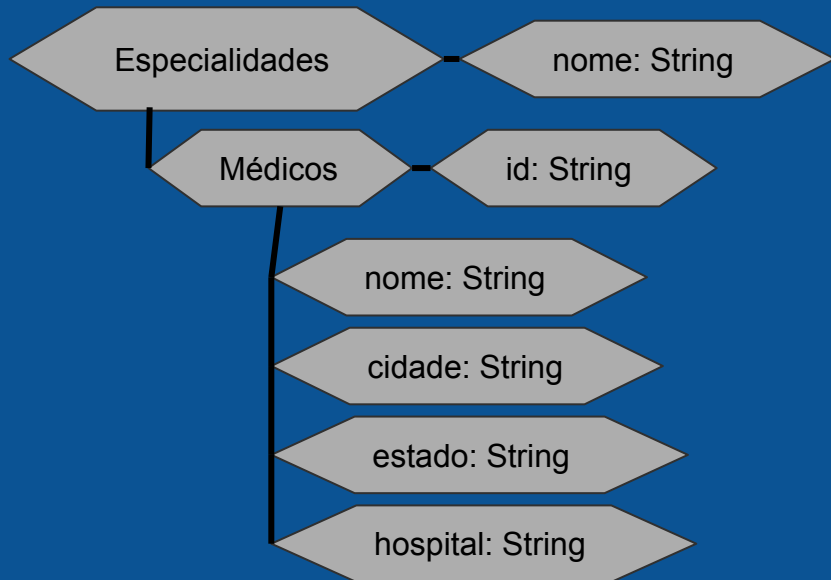 Especialidades
nome: String
Médicos
id: String
nome: String
cidade: String
estado: String
hospital: String